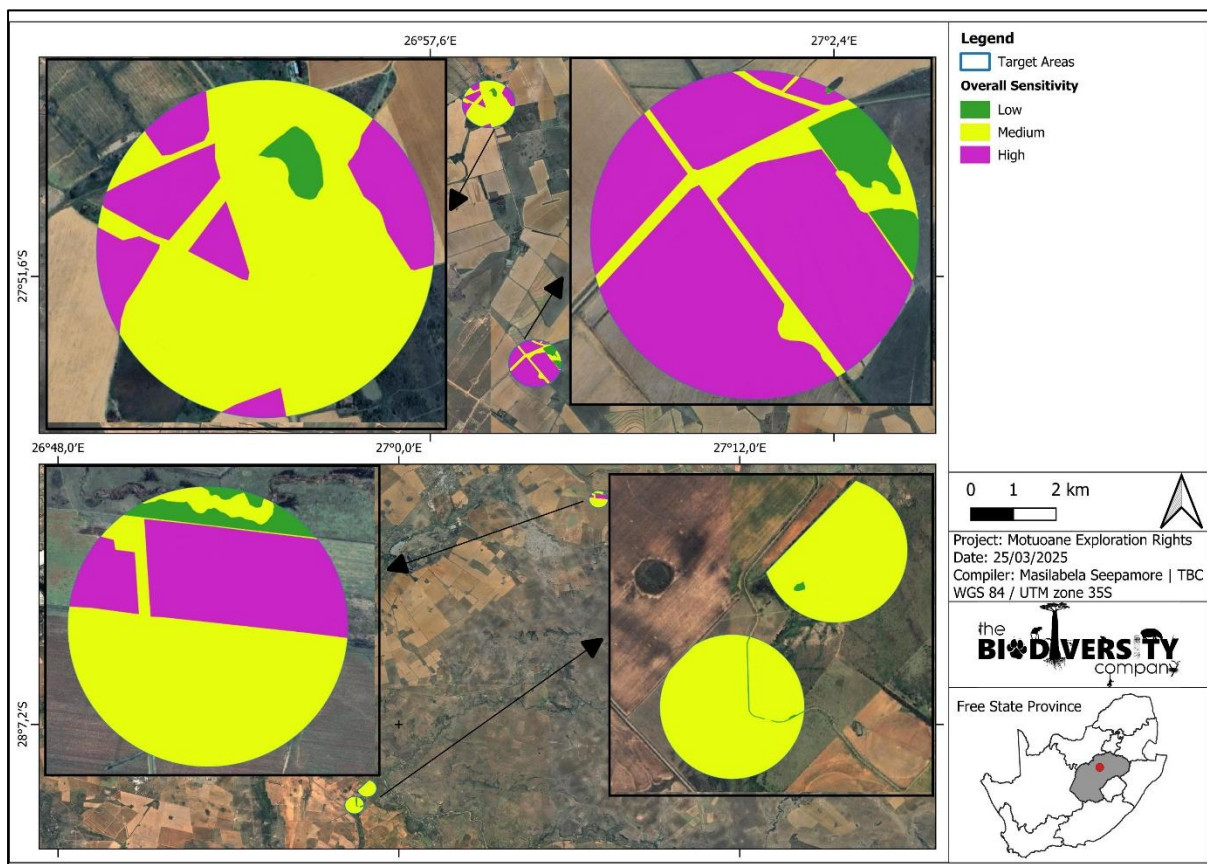 26°57,6'E
27°2,4'E
27°51,6'S
26°48,0'E
27°0,0'E
27°12,0'E
28°7,2'S
Legend
Target Areas
Overall Sensitivity
Low
Medium
High
0 1 2 km
Project: Motuoane Exploration Rights
Date: 25/03/2025
Compiler: Masilabela Seepamore | TBC
WGS 84 / UTM zone 35S
the
BIODIVERSITY
company
Free State Province